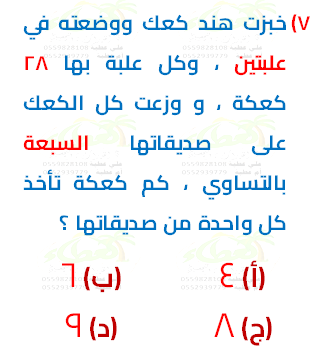 ٧) خبزت هند كعك ووضعته في
علبتين ، وكل علبة بها ٢٨
كعكة ، و وزعت كل الكعك
على صديقاتها السبعة
بالتساوي ، كم كعكة تأخذ
كل واحدة من صديقاتها ؟
(أ) ٤ (ب) ٦
(ج) ٨ (د) ٩